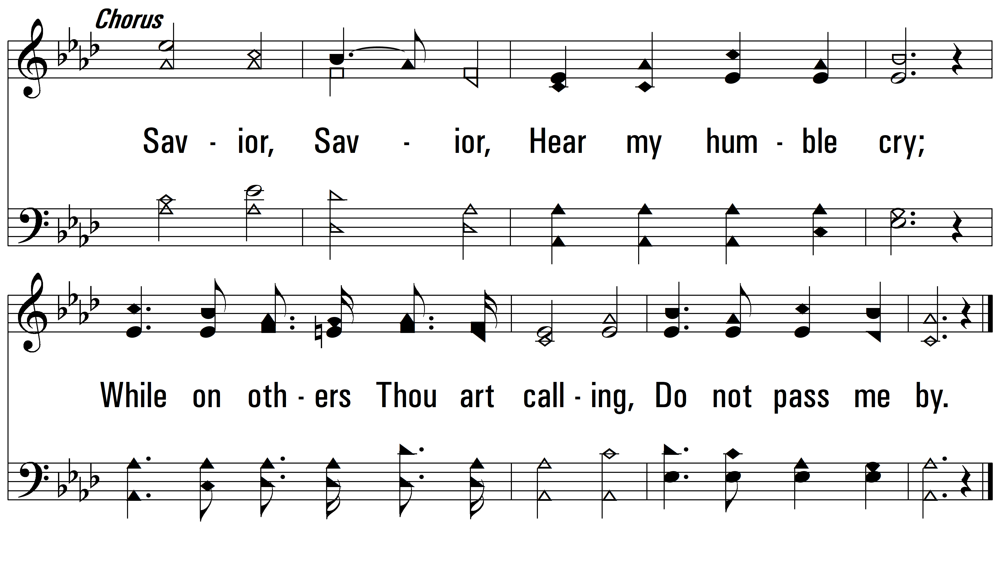 Chorus
Sav - ior, Sav - ior, Hear my hum - ble cry;
While on oth - ers Thou art call - ing, Do not pass me by.